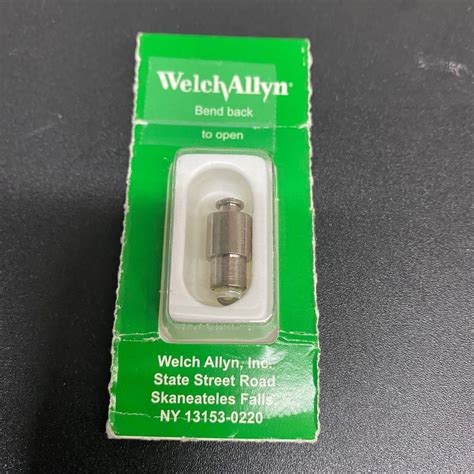 WelchAllyn®
Bend back
to open
Welch Allyn, Inc.
State Street Road
Skaneateles Falls,
NY 13153-0220